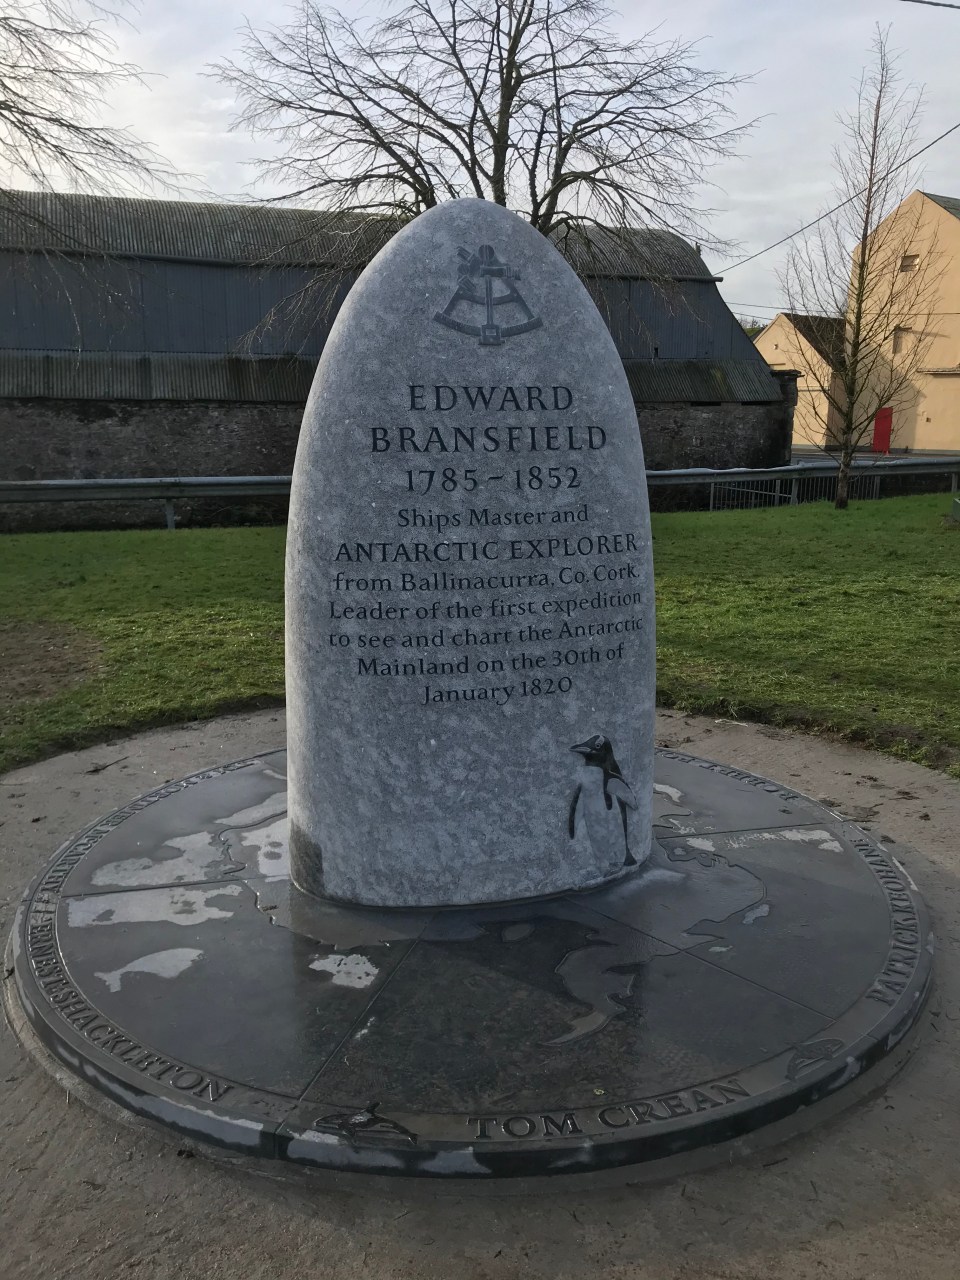 EDWARD
BRANSFIELD
1785 – 1852
Ships Master and
ANTARCTIC EXPLORER
from Ballinacurra, Co. Cork.
Leader of the first expedition
to see and chart the Antarctic
Mainland on the 30th of
January 1820
ERNEST SHACKLETON
TOM CREAN